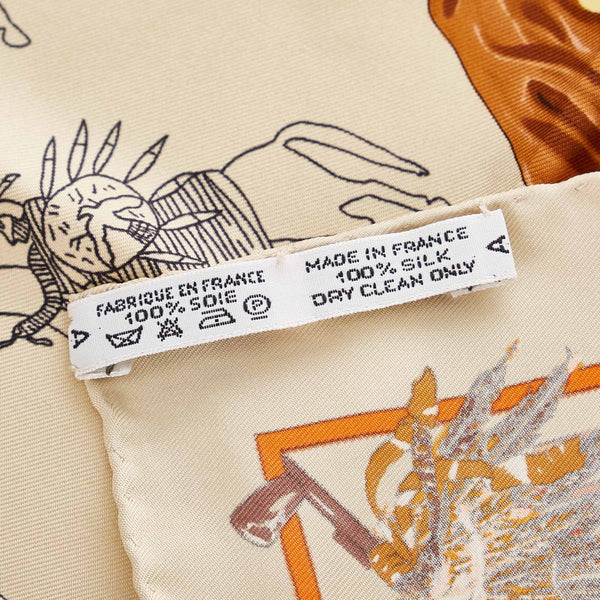 FABRIQUE EN FRANCE
100% SOIE
A
P
MADE IN FRANCE
100% SILK
DRY CLEAN ONLY
A